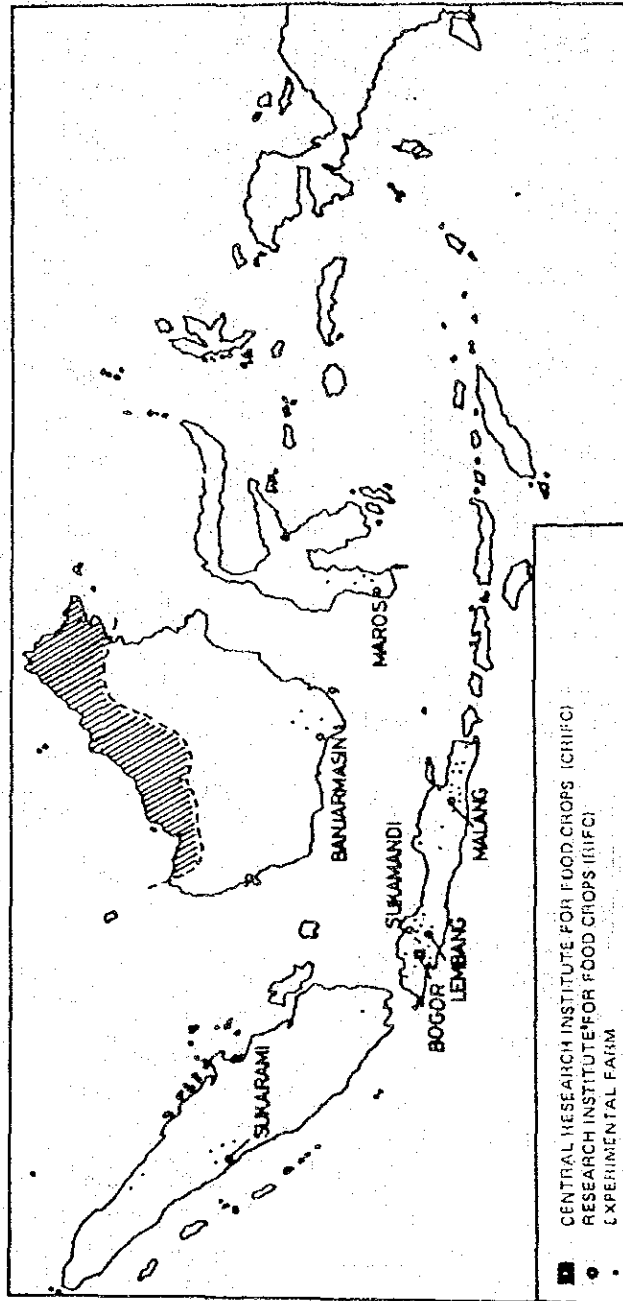 SUKARAMI
BANJARMASIN
MAROS
SUKAMANDI
BOGOR
LEMBANG
MALANG
CENTRAL RESEARCH INSTITUTE FOR FOOD CROPS (CRIFC)
RESEARCH INSTITUTE FOR FOOD CROPS (RIFC)
EXPERIMENTAL FARM